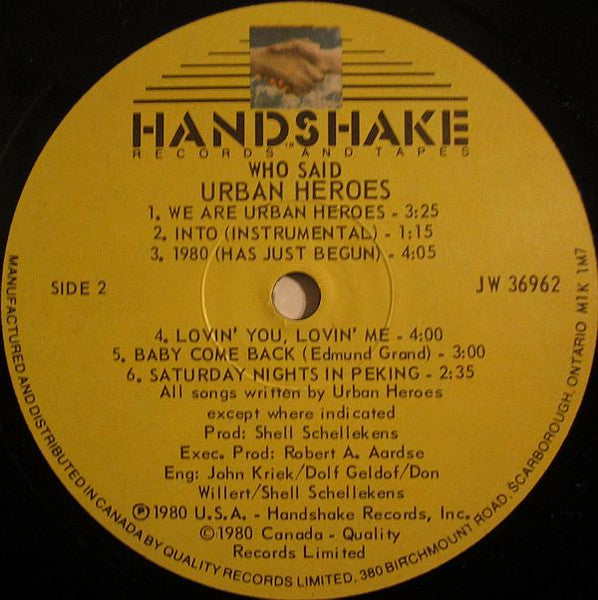 HANDSHAKE
RECORDS AND TAPES
WHO SAID
URBAN HEROES
1. WE ARE URBAN HEROES - 3:25
2. INTO (INSTRUMENTAL) - 1:15
3. 1980 (HAS JUST BEGUN) - 4:05
SIDE 2
JW 36962
4. LOVIN' YOU, LOVIN' ME - 4:00
5. BABY COME BACK (Edmund Grand) - 3:00
6. SATURDAY NIGHTS IN PEKING - 2:35
All songs written by Urban Heroes
except where indicated
Prod: Shell Schellekens
Exec. Prod: Robert A. Aardse
Eng: John Kriek/Dolf Geldof/Don
Willert/Shell Schellekens
℗1980 U.S.A. - Handshake Records, Inc.
©1980 Canada - Quality
Records Limited
MANUFACTURED AND DISTRIBUTED IN CANADA BY QUALITY RECORDS LIMITED, 380 BIRCHMOUNT ROAD, SCARBOROUGH, ONTARIO M1K 1M7